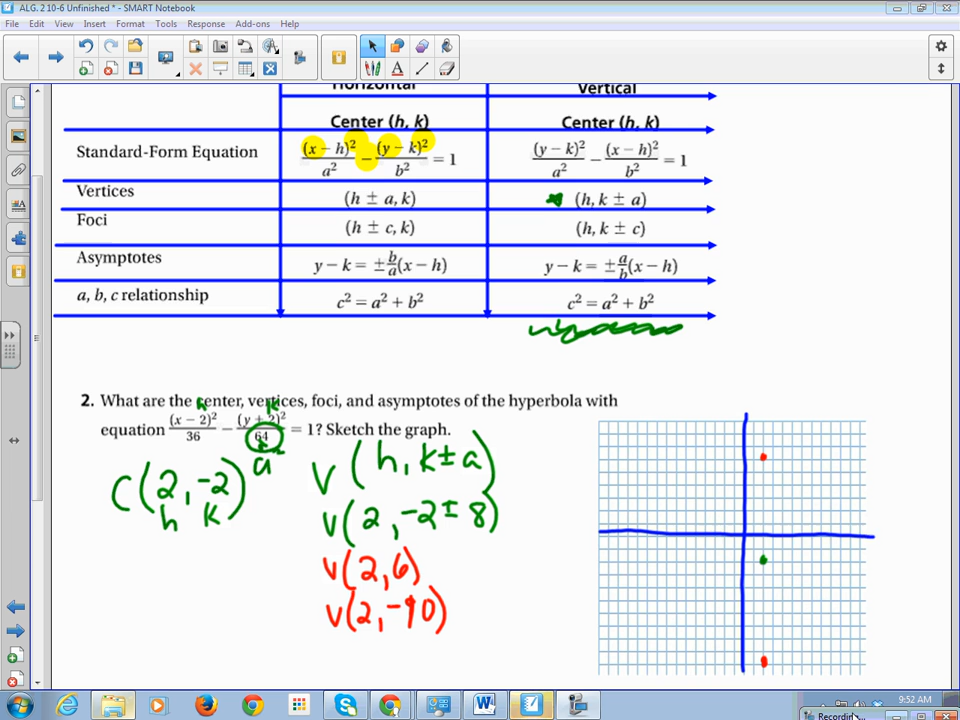 ALG. 2 10-6 Unfinished * - SMART Notebook
File Edit View Insert Format Tools Response Add-ons Help
Horizontal Vertical
Center (h, k) Center (h, k)
Standard-Form Equation (x − h)²/a² − (y − k)²/b² = 1 (y − k)²/a² − (x − h)²/b² = 1
Vertices (h ± a, k) (h, k ± a)
Foci (h ± c, k) (h, k ± c)
Asymptotes y − k = ± b/a (x − h) y − k = ± a/b (x − h)
a, b, c relationship c² = a² + b² c² = a² + b²
2. What are the center, vertices, foci, and asymptotes of the hyperbola with
h k
equation (x − 2)²/36 − (y + 2)²/64 = 1? Sketch the graph.
a²
C(2, -2)
h k
V (h, k±a)
V(2, -2 ± 8)
V(2, 6)
V(2, -10)
9:52 AM
Recording...